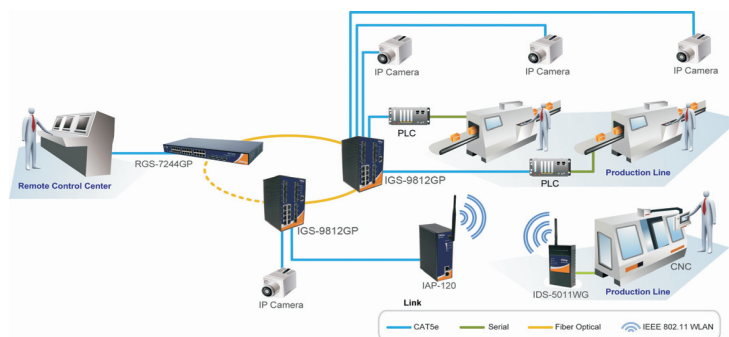 IP Camera
IP Camera
IP Camera
PLC
RGS-7244GP
IGS-9812GP
Production Line
Remote Control Center
PLC
IGS-9812GP
CNC
IAP-120
IDS-5011WG
Production Line
IP Camera
Link
CAT5e
Serial
Fiber Optical
IEEE 802.11 WLAN